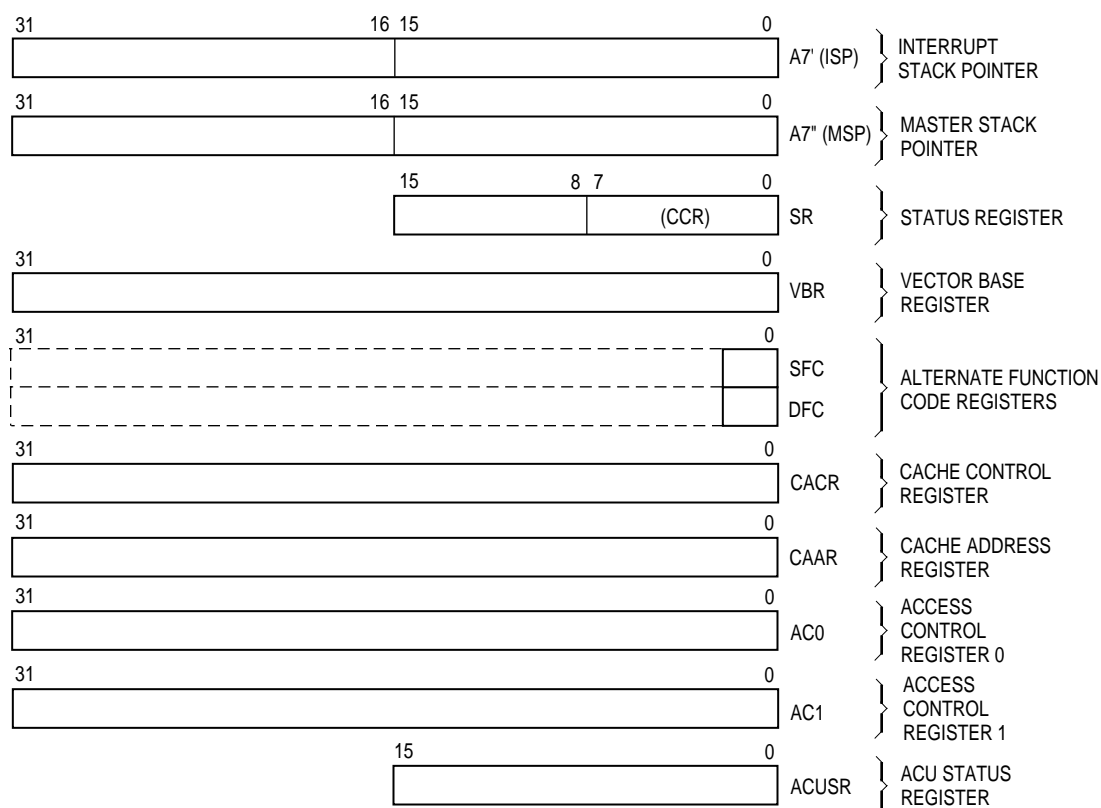 31 16 15 0
A7' (ISP) INTERRUPT
STACK POINTER
31 16 15 0
A7" (MSP) MASTER STACK
POINTER
15 8 7 0
(CCR) SR STATUS REGISTER
31 0
VBR VECTOR BASE
REGISTER
31 0
SFC
DFC
ALTERNATE FUNCTION
CODE REGISTERS
31 0
CACR CACHE CONTROL
REGISTER
31 0
CAAR CACHE ADDRESS
REGISTER
31 0
AC0 ACCESS
CONTROL
REGISTER 0
31 0
AC1 ACCESS
CONTROL
REGISTER 1
15 0
ACUSR ACU STATUS
REGISTER